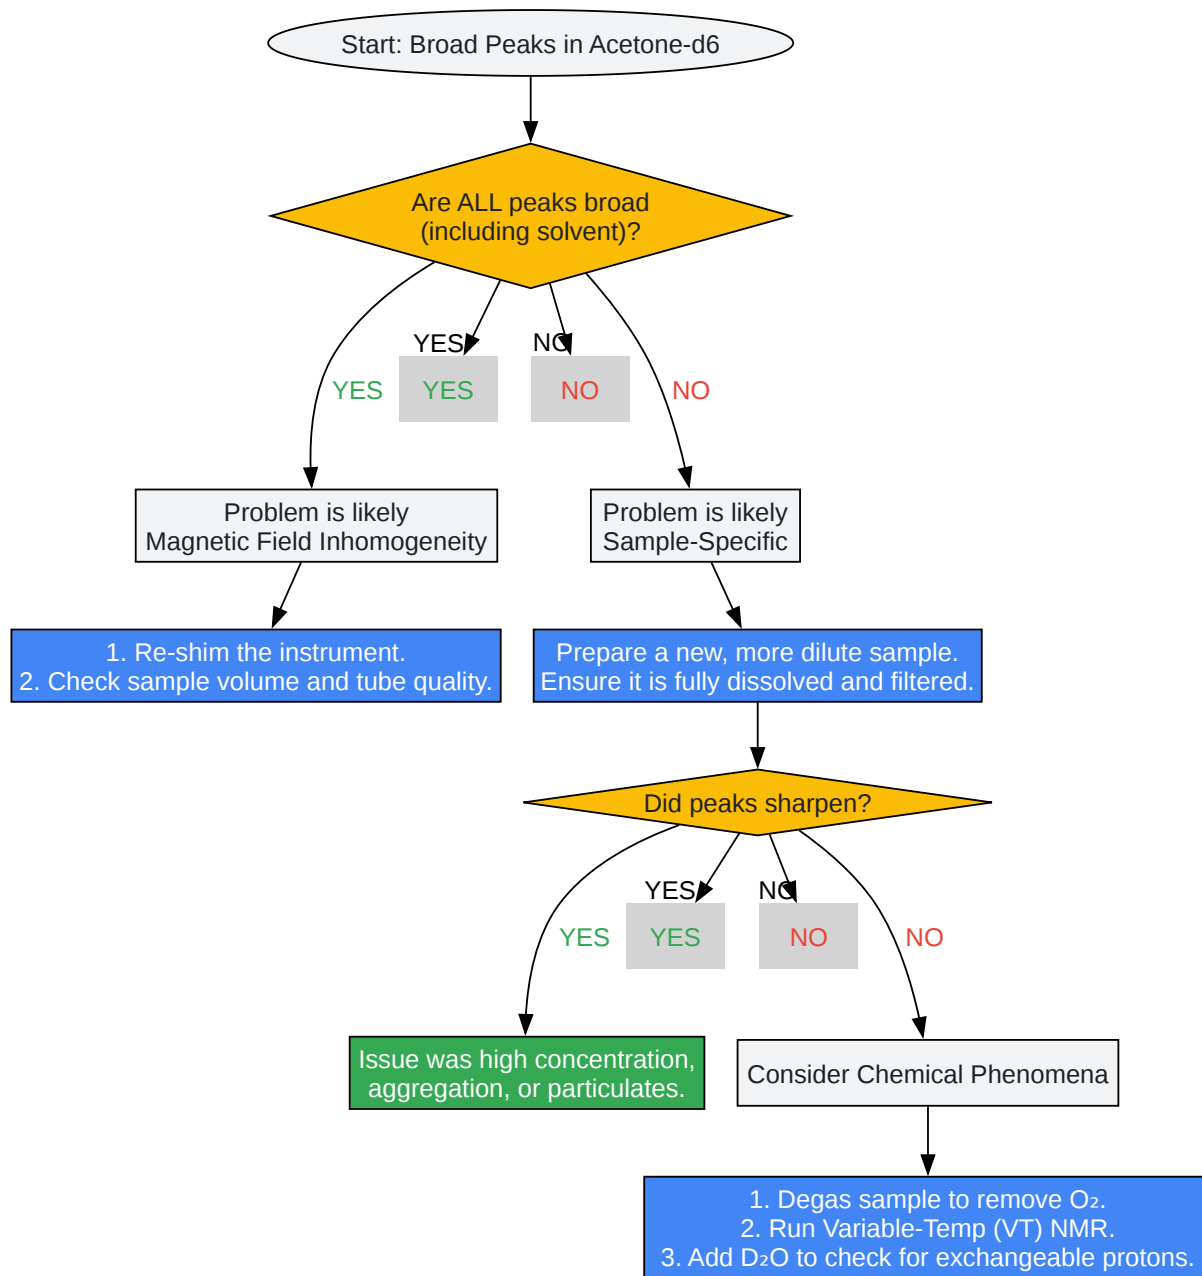 Start: Broad Peaks in Acetone-d6
Are ALL peaks broad
(including solvent)?
YES
NO
YES
YES
NO
NO
Problem is likely
Magnetic Field Inhomogeneity
Problem is likely
Sample-Specific
1. Re-shim the instrument.
2. Check sample volume and tube quality.
Prepare a new, more dilute sample.
Ensure it is fully dissolved and filtered.
Did peaks sharpen?
YES
NO
YES
YES
NO
NO
Issue was high concentration,
aggregation, or particulates.
Consider Chemical Phenomena
1. Degas sample to remove O₂.
2. Run Variable-Temp (VT) NMR.
3. Add D₂O to check for exchangeable protons.